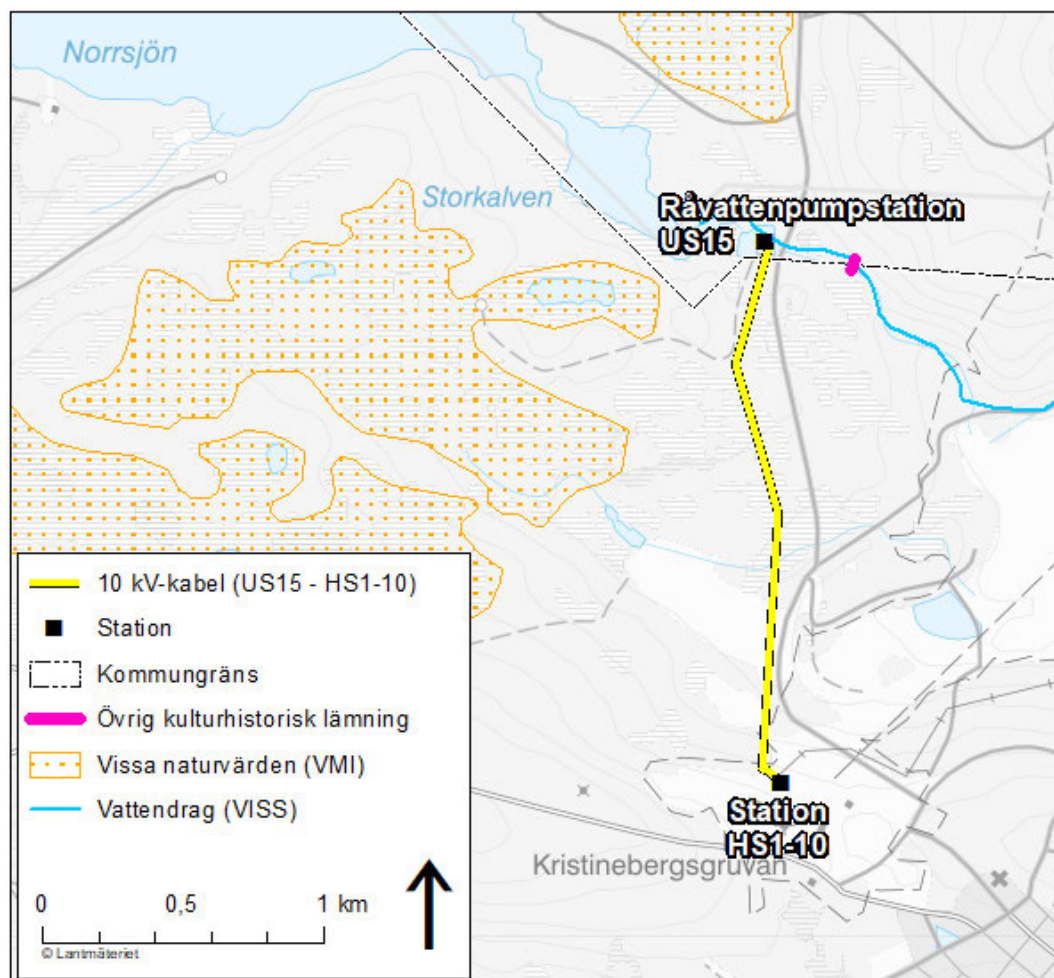 Norrsjön
Storkalven
Råvattenpumpstation
US15
10 kV-kabel (US15 - HS1-10)
Station
Kommungräns
Övrig kulturhistorisk lämning
Vissa naturvärden (VMI)
Vattendrag (VISS)
0 0,5 1 km
© Lantmäteriet
Station
HS1-10
Kristinebergsgruvan